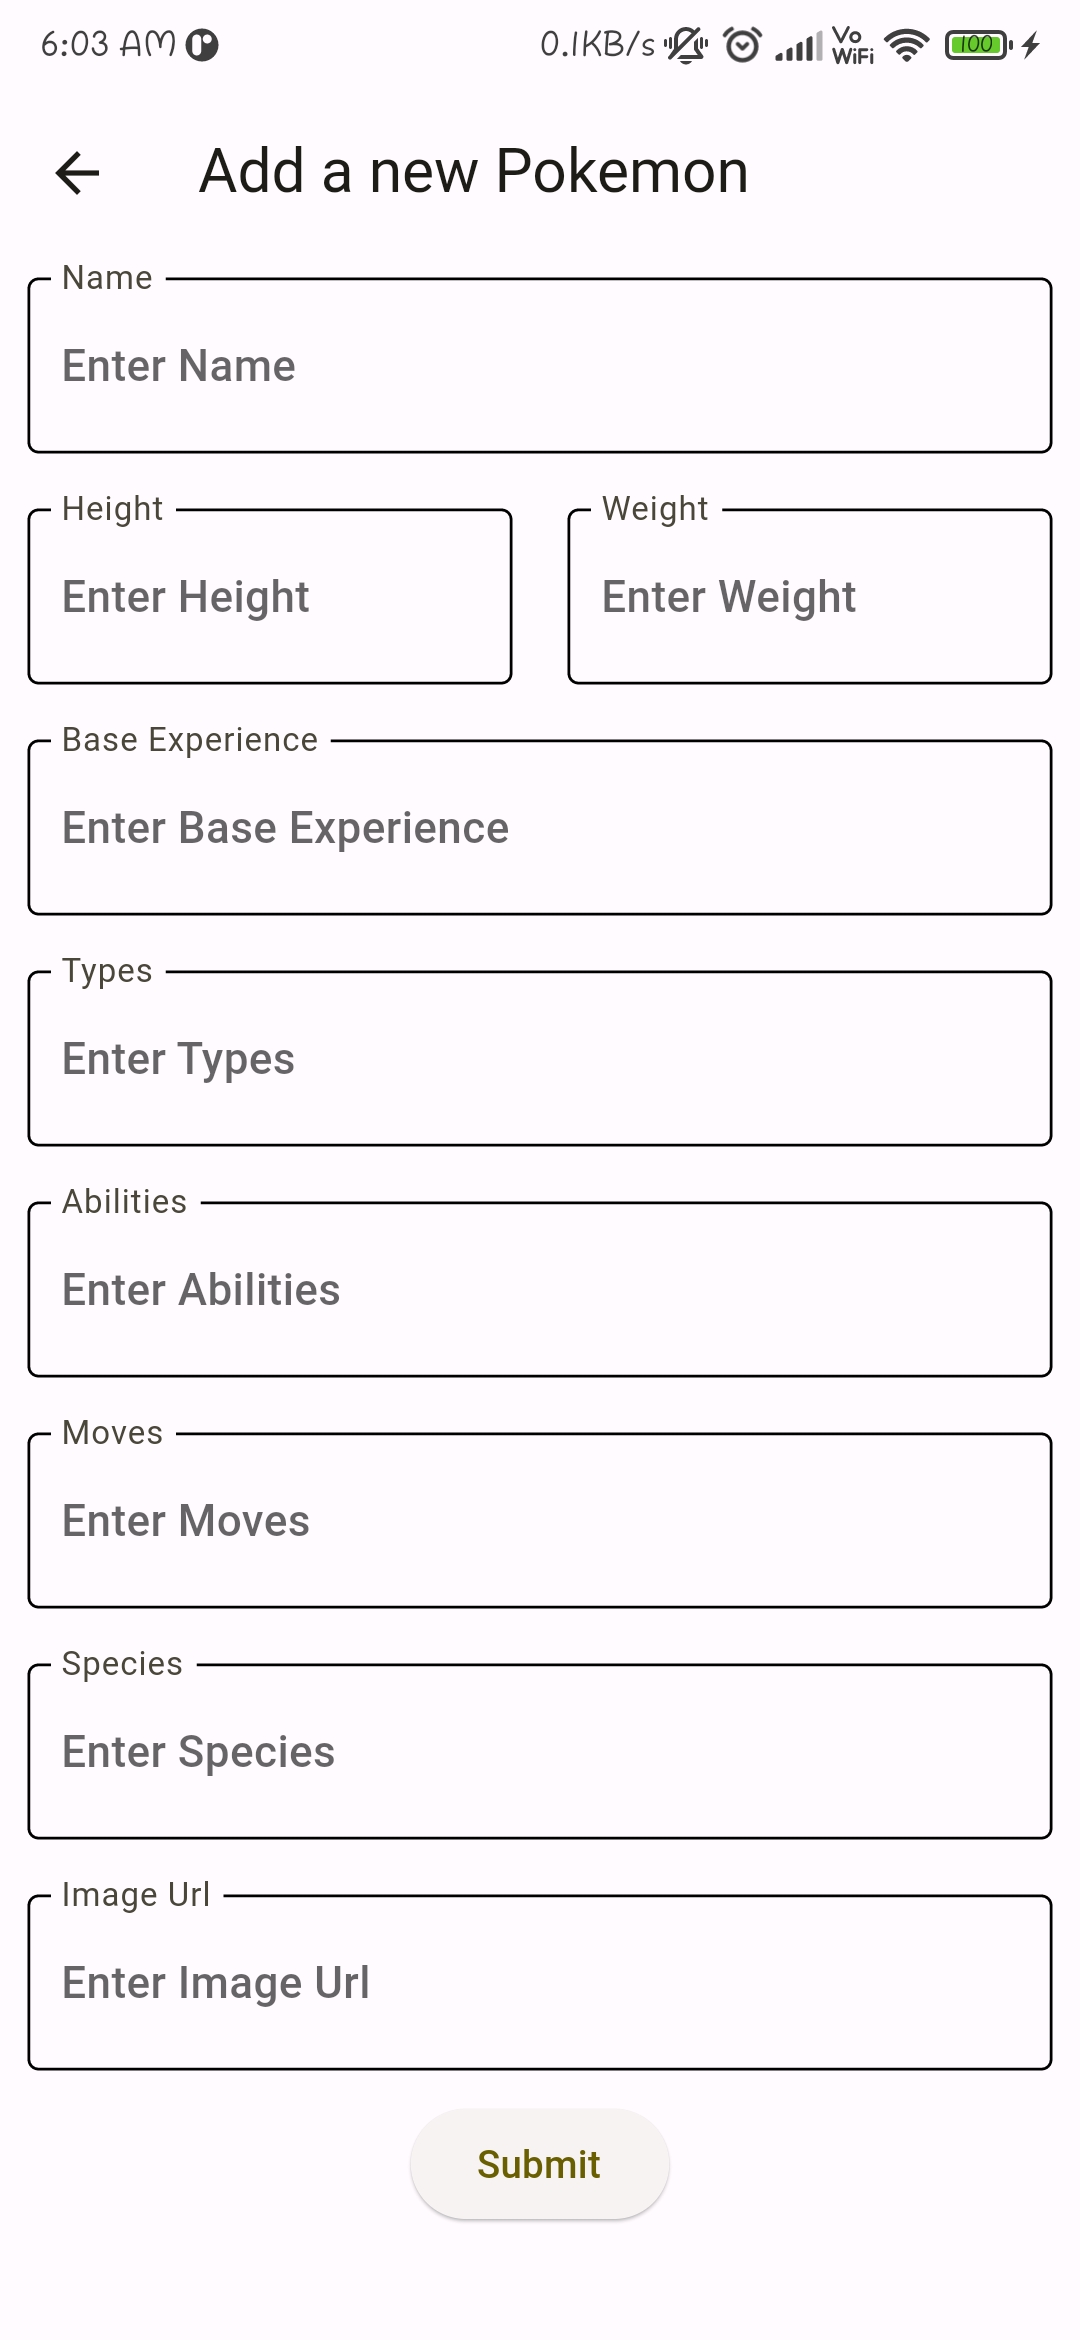 6:03 AM 0.1KB/s Vo WiFi 100
Add a new Pokemon
Name
Enter Name
Height Weight
Enter Height Enter Weight
Base Experience
Enter Base Experience
Types
Enter Types
Abilities
Enter Abilities
Moves
Enter Moves
Species
Enter Species
Image Url
Enter Image Url
Submit